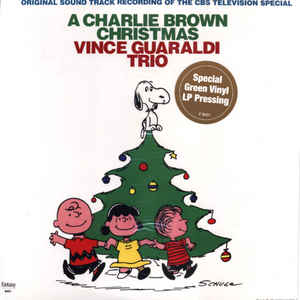 ORIGINAL SOUND TRACK RECORDING OF THE CBS TELEVISION SPECIAL
A CHARLIE BROWN
CHRISTMAS
VINCE GUARALDI
TRIO
Special
Green Vinyl
LP Pressing
SCHULZ
fantasy